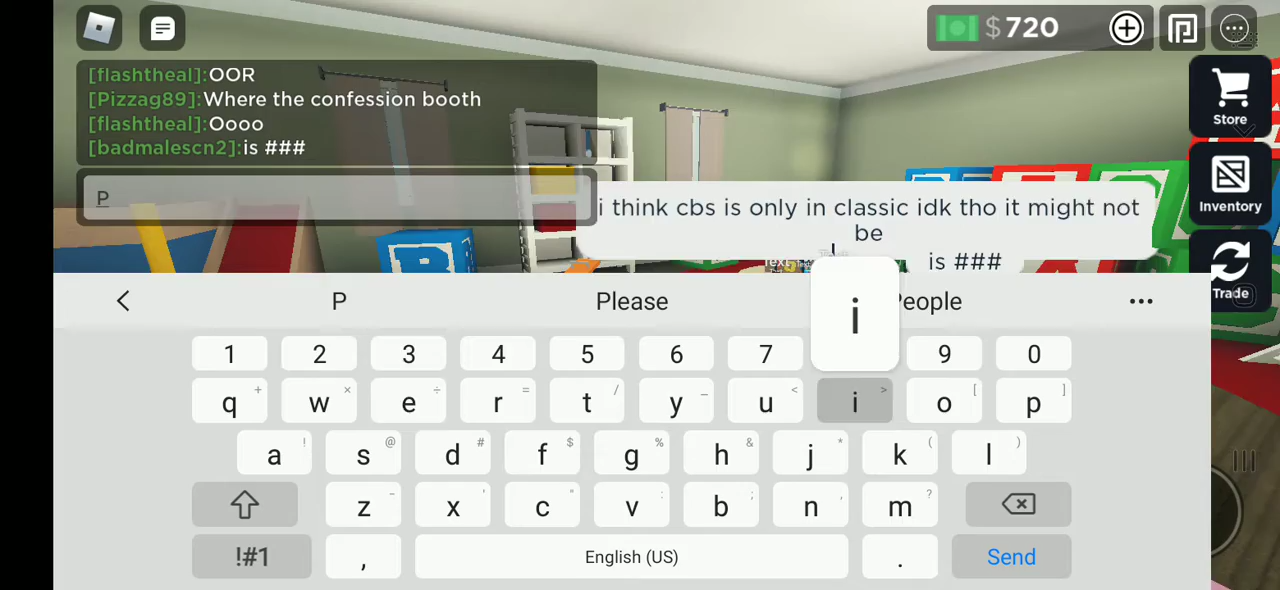 $ 720
[flashtheal]:OOR
[Pizzag89]:Where the confession booth
[flashtheal]:Oooo
[badmalescn2]:is ###
P
i think cbs is only in classic idk tho it might not
be
is ###
Store
Inventory
Trade
P Please People
i
1 2 3 4 5 6 7 9 0
q + w × e ÷ r = t / y _ u < i > o [ p ]
a ! s @ d # f $ g % h & j * k ( l )
z - x ' c " v : b ; n , m ?
!#1 , English (US) . Send